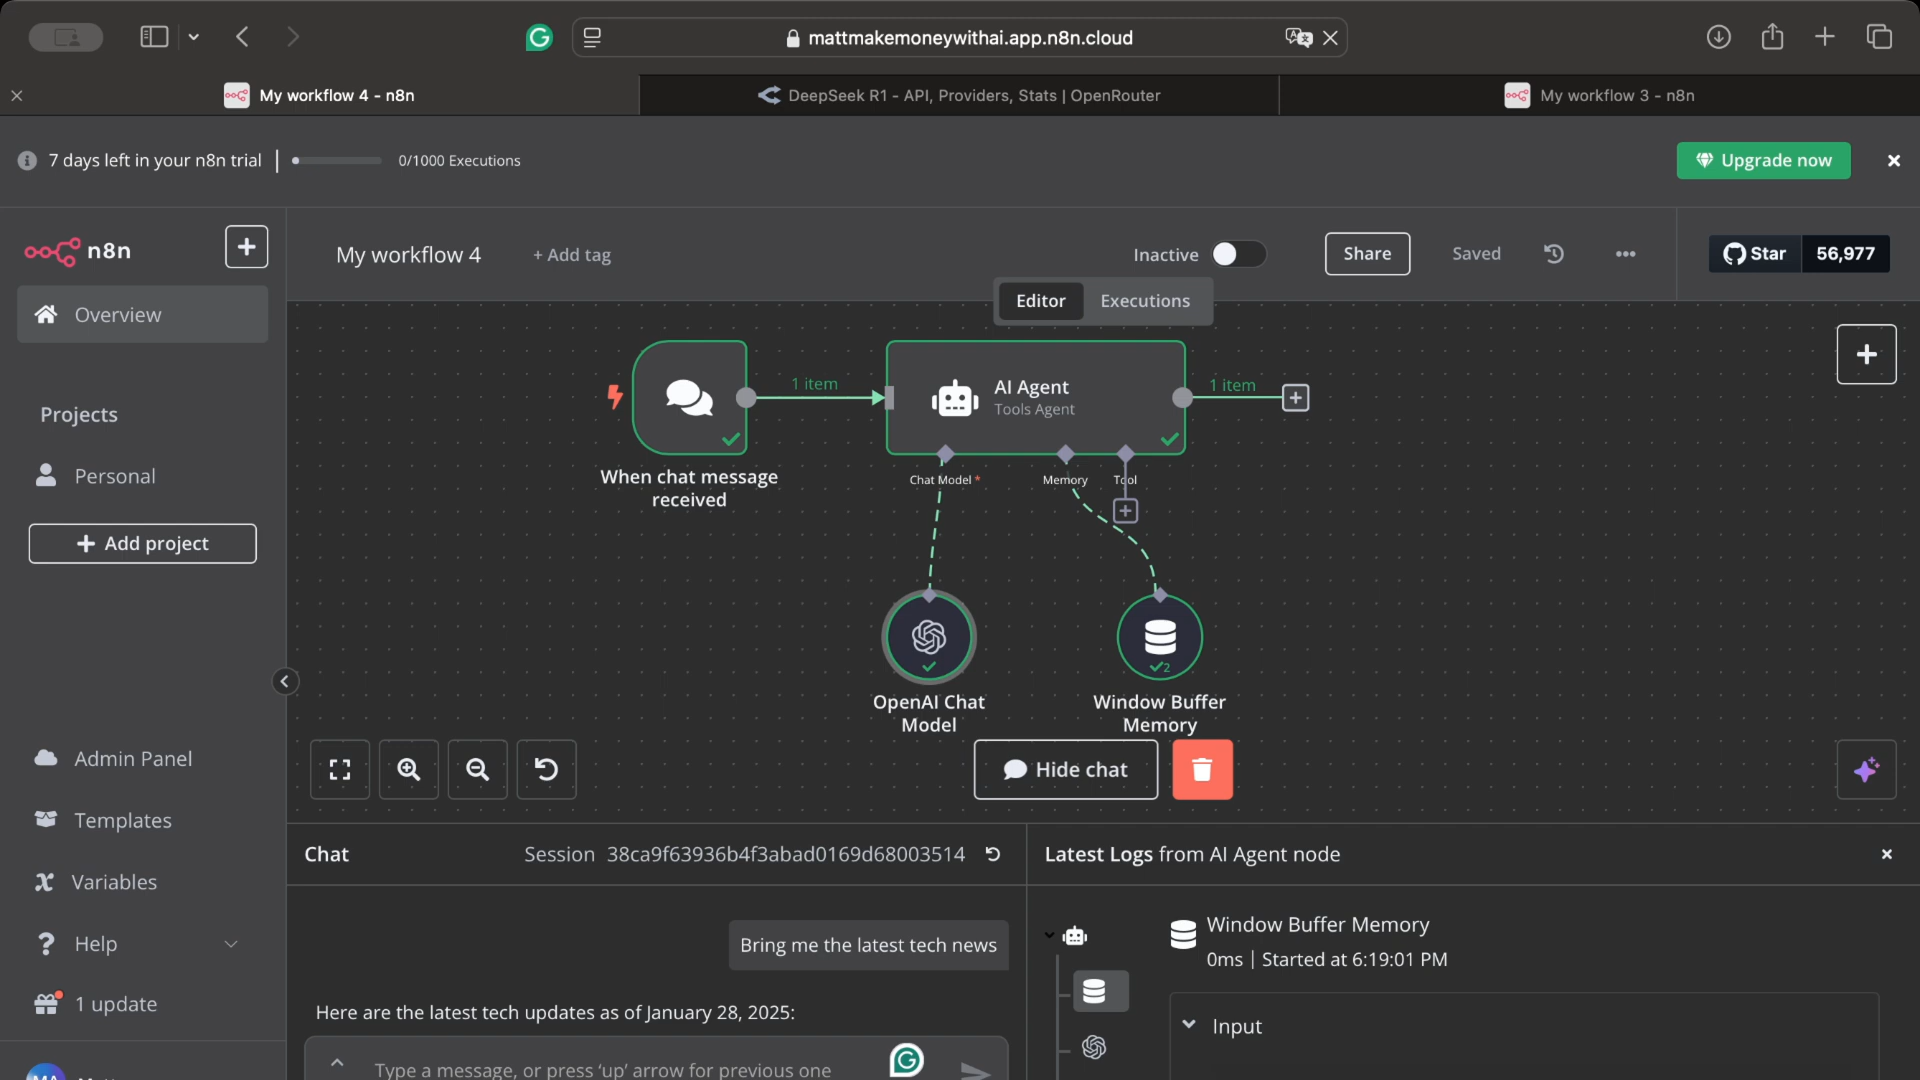 mattmakemoneywithai.app.n8n.cloud
My workflow 4 - n8n
DeepSeek R1 - API, Providers, Stats | OpenRouter
My workflow 3 - n8n
7 days left in your n8n trial
0/1000 Executions
Upgrade now
n8n
My workflow 4
+ Add tag
Inactive
Share
Saved
Star
56,977
Editor
Executions
Overview
Projects
Personal
Add project
Admin Panel
Templates
Variables
Help
1 update
1 item
AI Agent
Tools Agent
1 item
When chat message
received
Chat Model *
Memory
Tool
2
OpenAI Chat
Model
Window Buffer
Memory
Hide chat
Chat
Session 38ca9f63936b4f3abad0169d68003514
Latest Logs from AI Agent node
Bring me the latest tech news
Here are the latest tech updates as of January 28, 2025:
Type a message, or press ‘up’ arrow for previous one
Window Buffer Memory
0ms | Started at 6:19:01 PM
Input